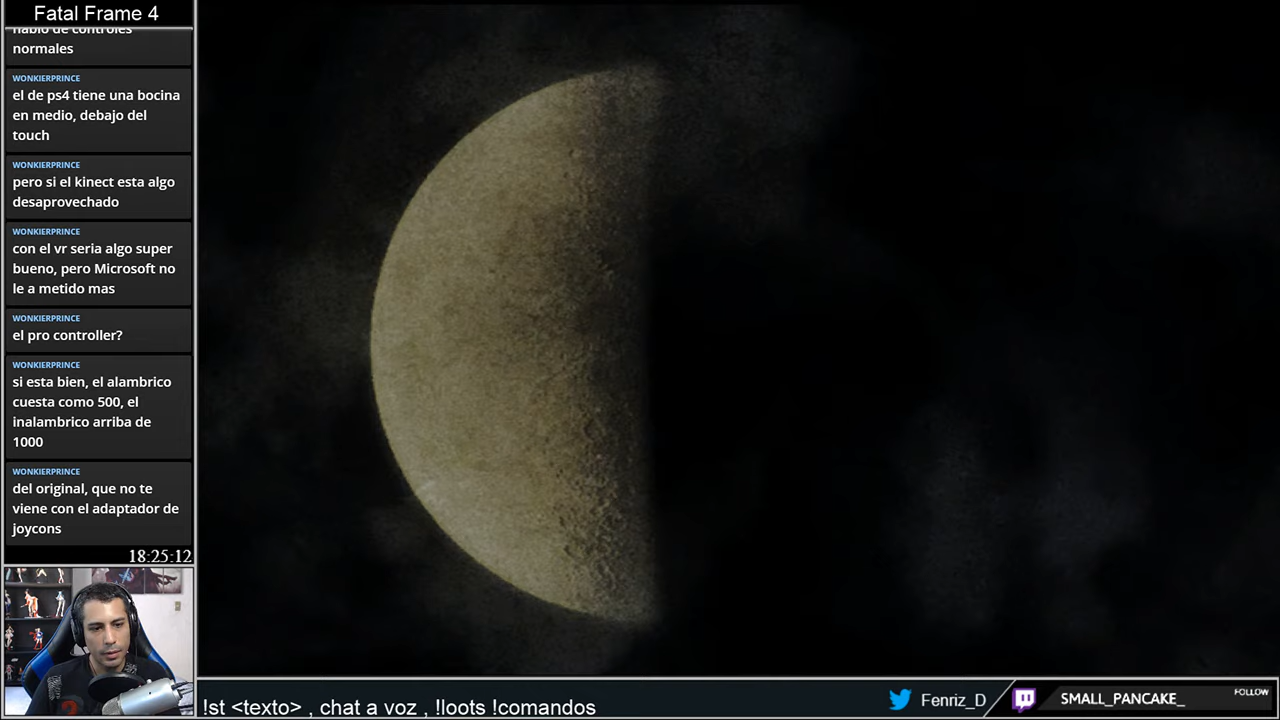 Fatal Frame 4
hablo de controles
normales
WONKIERPRINCE
el de ps4 tiene una bocina
en medio, debajo del
touch
WONKIERPRINCE
pero si el kinect esta algo
desaprovechado
WONKIERPRINCE
con el vr seria algo super
bueno, pero Microsoft no
le a metido mas
WONKIERPRINCE
el pro controller?
WONKIERPRINCE
si esta bien, el alambrico
cuesta como 500, el
inalambrico arriba de
1000
WONKIERPRINCE
del original, que no te
viene con el adaptador de
joycons
18:25:12
!st <texto> , chat a voz , !loots !comandos
Fenriz_D
SMALL_PANCAKE_
FOLLOW